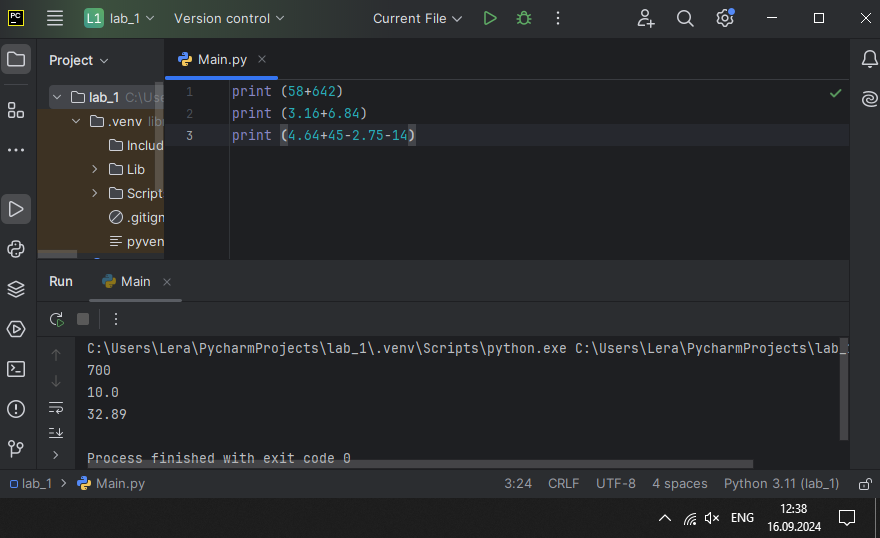 PC L1 lab_1 Version control Current File
Project
Main.py
lab_1 C:\Use
.venv libr
Includ
Lib
Script
.gitign
pyven
1 print (58+642)
2 print (3.16+6.84)
3 print (4.64+45-2.75-14)
Run Main
C:\Users\Lera\PycharmProjects\lab_1\.venv\Scripts\python.exe C:\Users\Lera\PycharmProjects\lab_
700
10.0
32.89
Process finished with exit code 0
lab_1 > Main.py 3:24 CRLF UTF-8 4 spaces Python 3.11 (lab_1)
ENG 12:38
16.09.2024